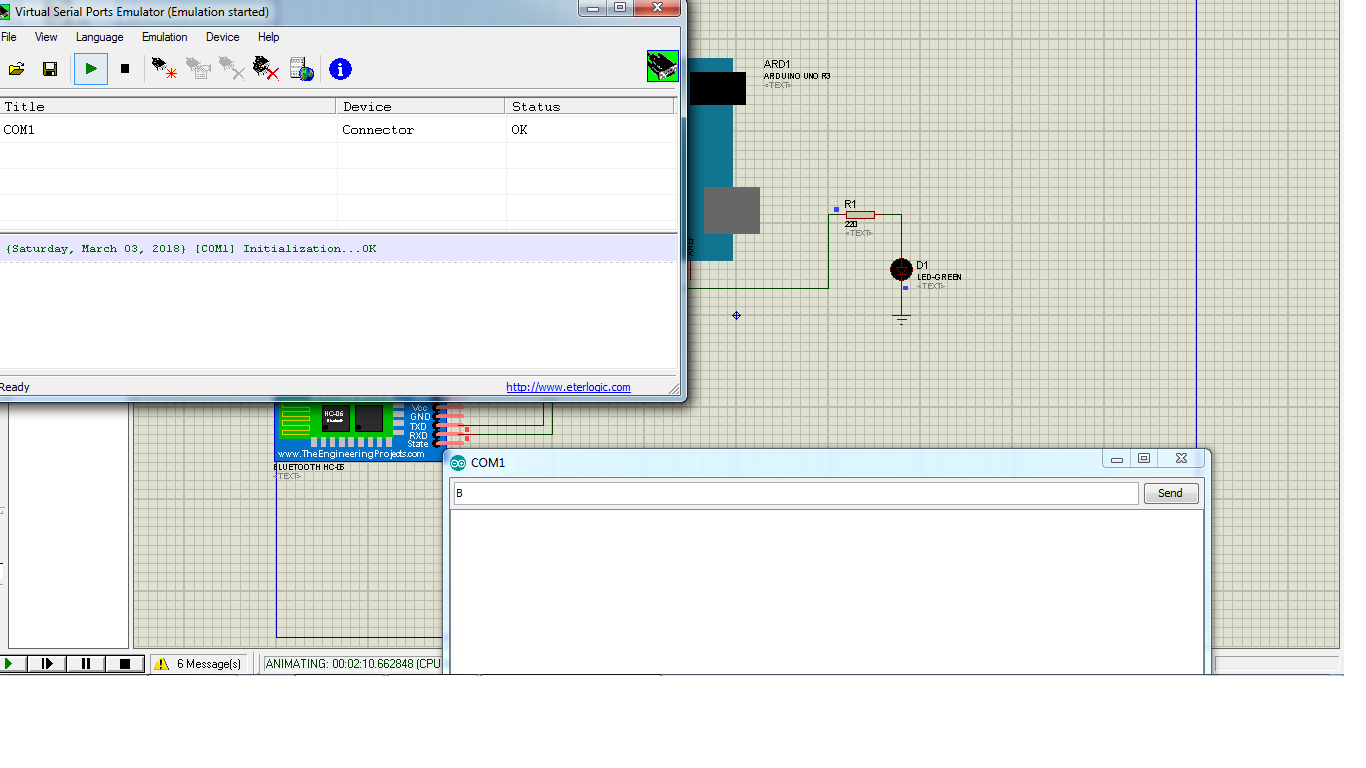 Virtual Serial Ports Emulator (Emulation started)
File View Language Emulation Device Help
Title Device Status
COM1 Connector OK
{Saturday, March 03, 2018} [COM1] Initialization...OK
Ready http://www.eterlogic.com
ARD1
ARDUINO UNO R3
<TEXT>
R1
220
<TEXT>
D1
LED-GREEN
<TEXT>
HC-05
Vcc
GND
TXD
RXD
State
www.TheEngineeringProjects.com
BLUETOOTH HC-05
<TEXT>
COM1
B
Send
6 Message(s)
ANIMATING: 00:02:10.662848 (CPU